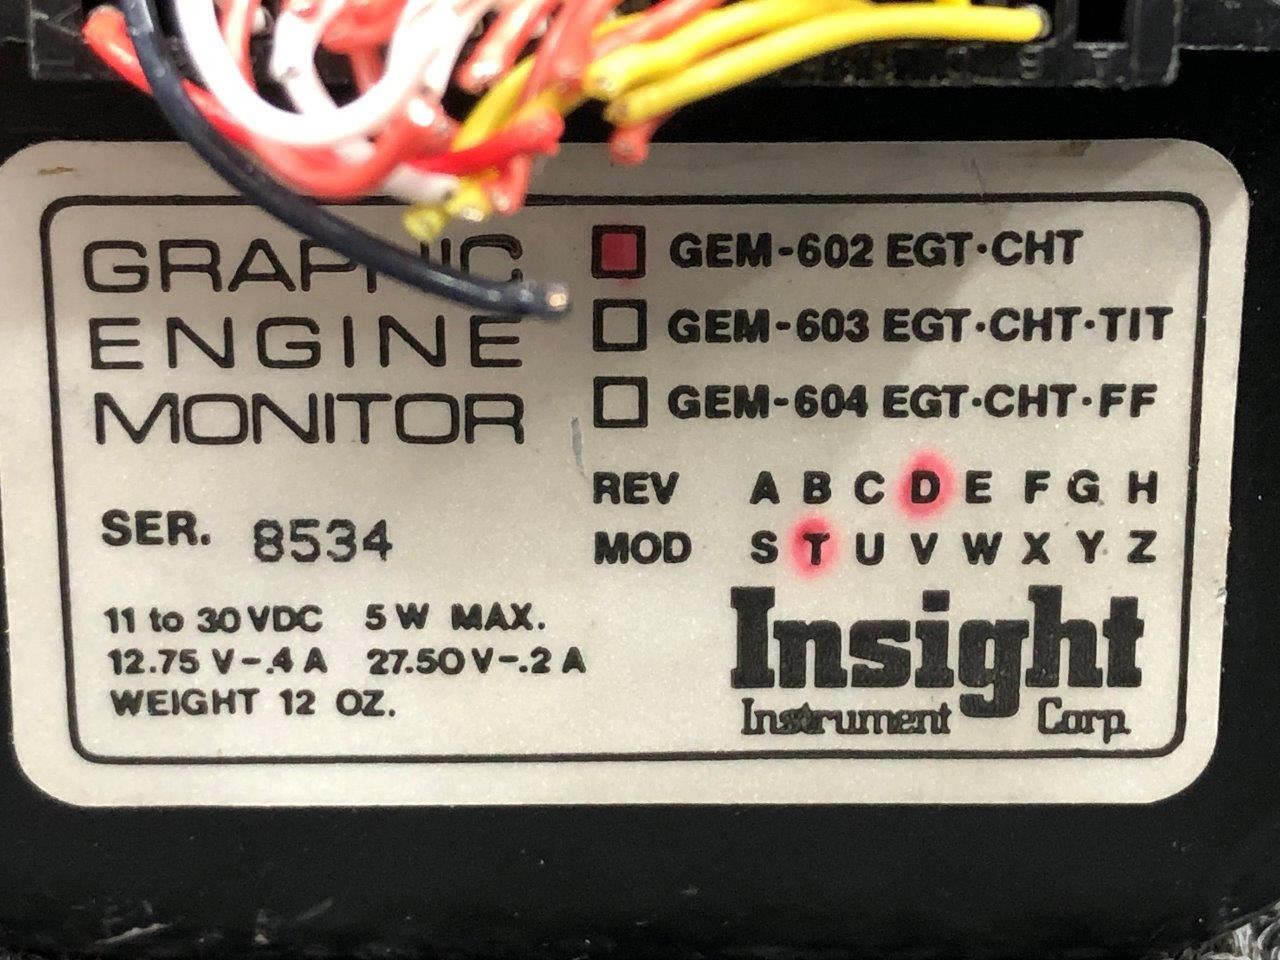 GRAPHIC
ENGINE
MONITOR
SER. 8534
11 to 30 VDC 5 W MAX.
12.75 V-.4 A 27.50 V-.2 A
WEIGHT 12 OZ.
GEM-602 EGT·CHT
GEM-603 EGT·CHT·TIT
GEM-604 EGT·CHT·FF
REV A B C D E F G H
MOD S T U V W X Y Z
Insight
Instrument Corp.